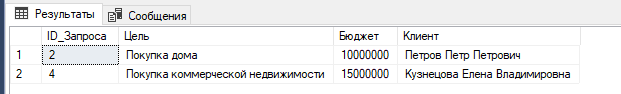 Результаты Сообщения
ID_Запроса Цель Бюджет Клиент
1 2 Покупка дома 10000000 Петров Петр Петрович
2 4 Покупка коммерческой недвижимости 15000000 Кузнецова Елена Владимировна